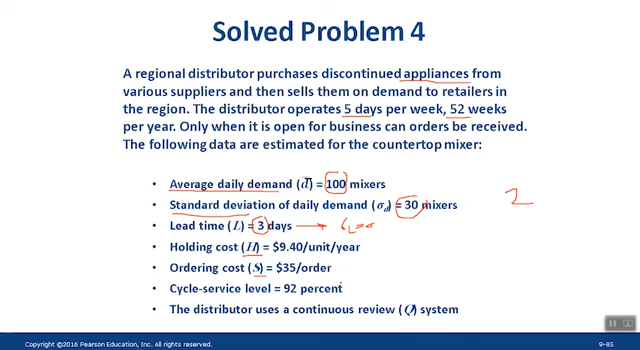 Solved Problem 4
A regional distributor purchases discontinued appliances from
various suppliers and then sells them on demand to retailers in
the region. The distributor operates 5 days per week, 52 weeks
per year. Only when it is open for business can orders be received.
The following data are estimated for the countertop mixer:
• Average daily demand (d̅) = 100 mixers
• Standard deviation of daily demand (σd) = 30 mixers
2
• Lead time (L) = 3 days → σL=σ
• Holding cost (H) = $9.40/unit/year
• Ordering cost (S) = $35/order
• Cycle-service level = 92 percent
• The distributor uses a continuous review (Q) system
Copyright ©2016 Pearson Education, Inc. All rights reserved.
9-85